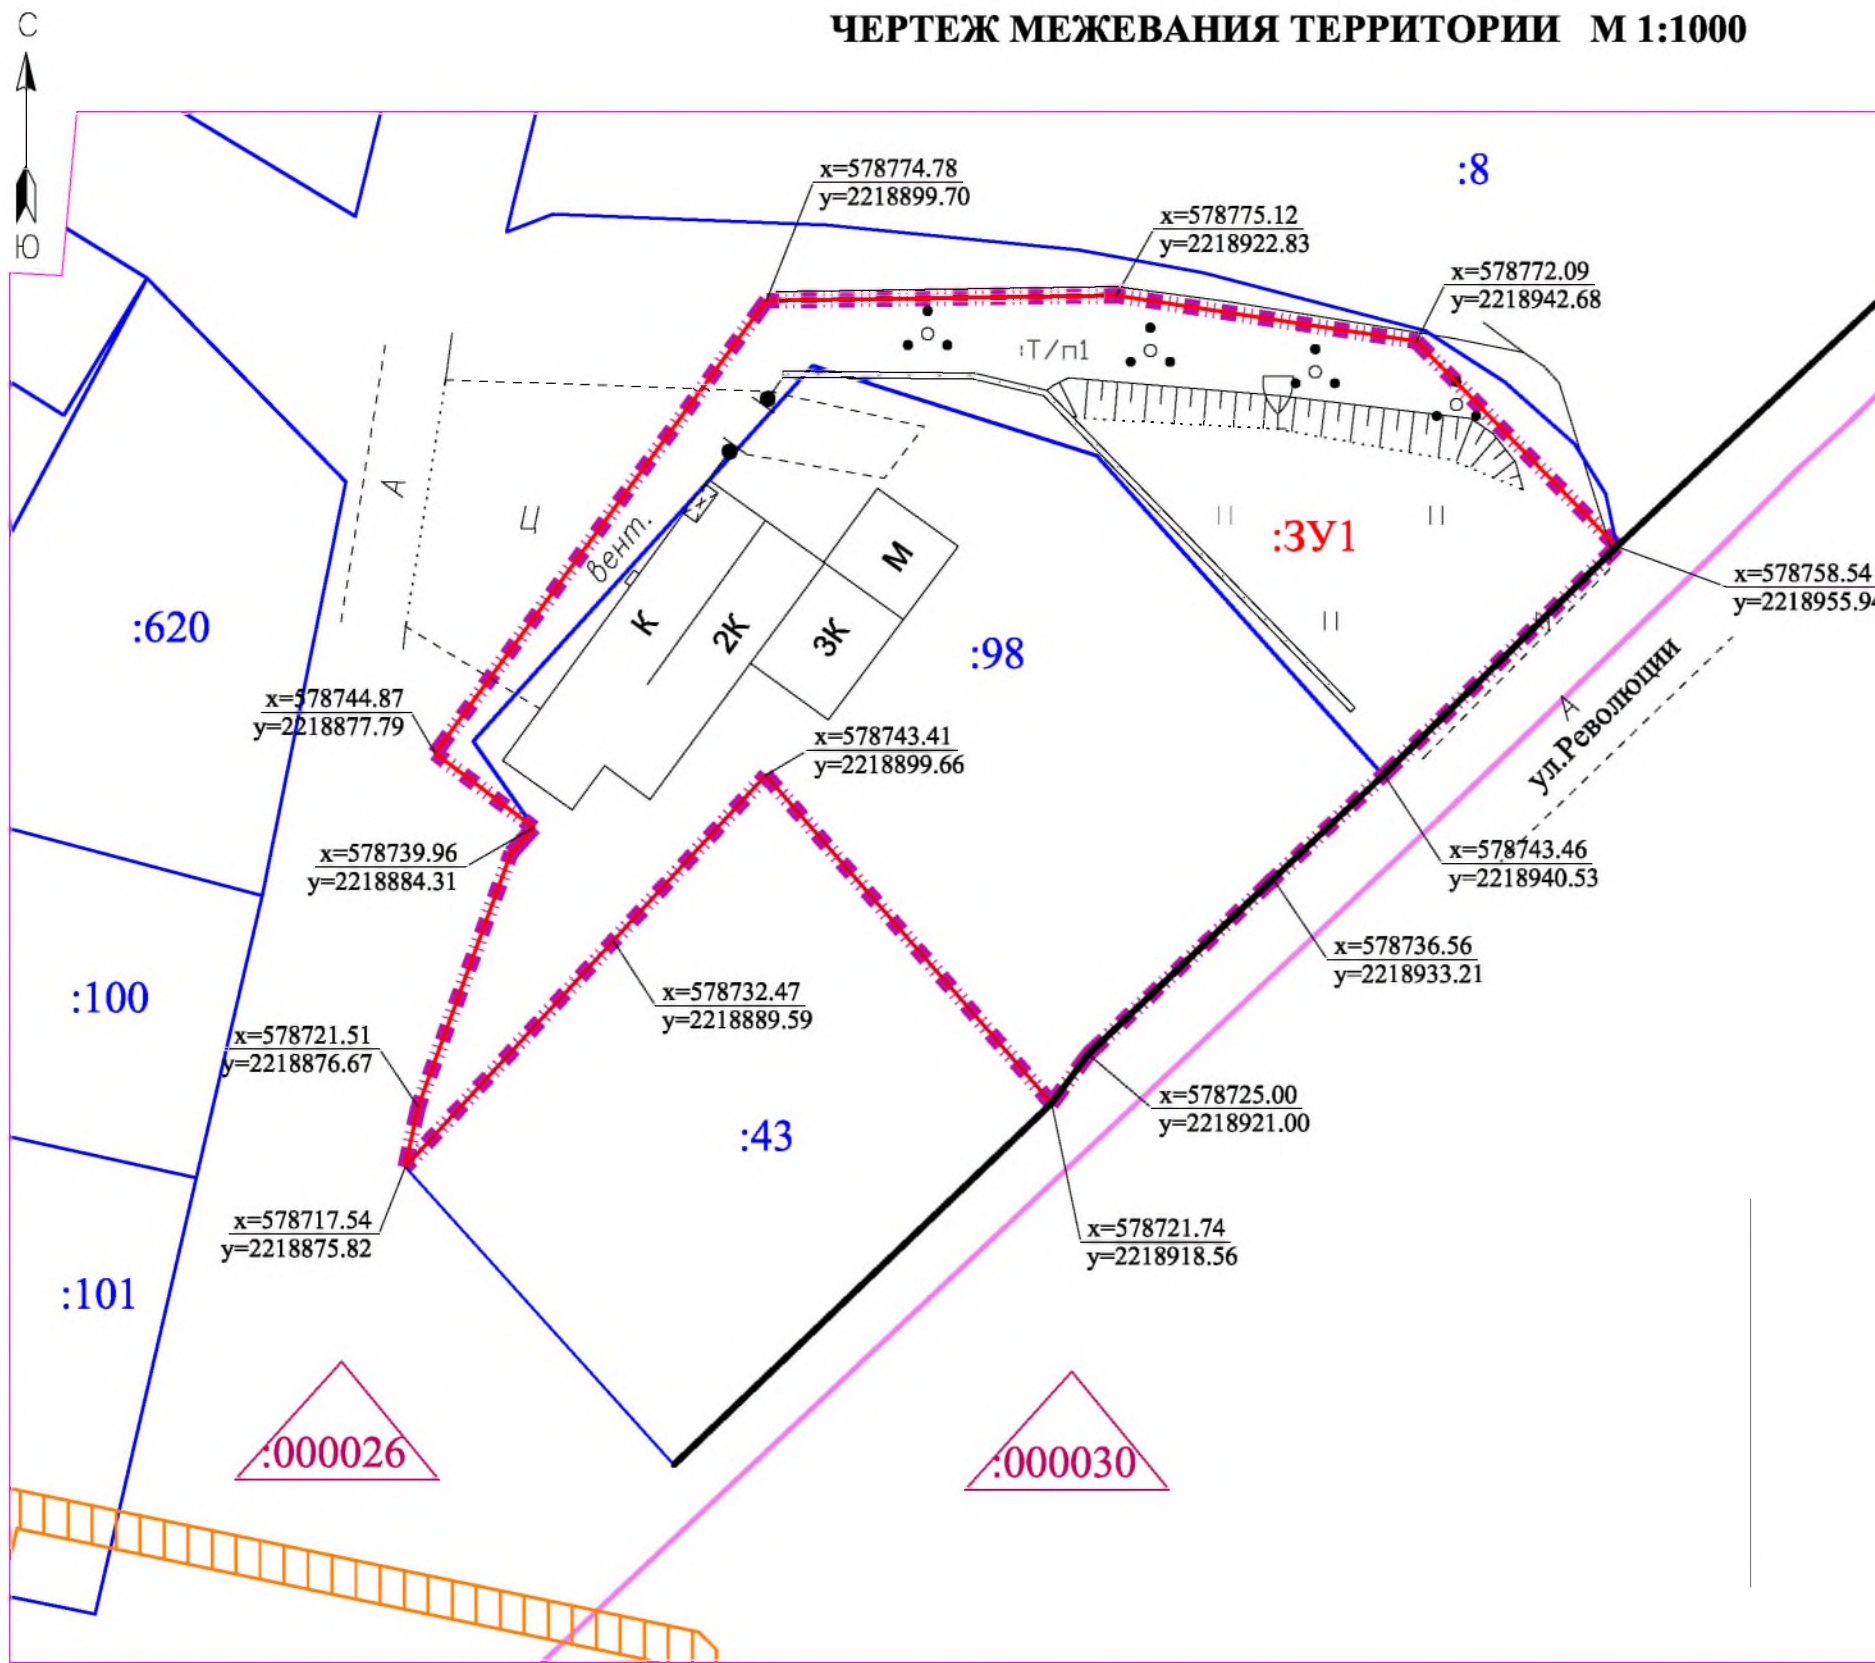 ЧЕРТЕЖ МЕЖЕВАНИЯ ТЕРРИТОРИИ М 1:1000
С
Ю
:8
x=578774.78
y=2218899.70
x=578775.12
y=2218922.83
x=578772.09
y=2218942.68
:Т/п1
А
Ц
вент.
:ЗУ1
x=578758.54
y=2218955.94
К
2К
3К
М
:620
:98
ул.Революции
А
А
x=578744.87
y=2218877.79
x=578743.41
y=2218899.66
x=578739.96
y=2218884.31
x=578743.46
y=2218940.53
x=578736.56
y=2218933.21
:100
x=578732.47
y=2218889.59
x=578721.51
y=2218876.67
:43
x=578725.00
y=2218921.00
x=578717.54
y=2218875.82
x=578721.74
y=2218918.56
:101
:000026
:000030